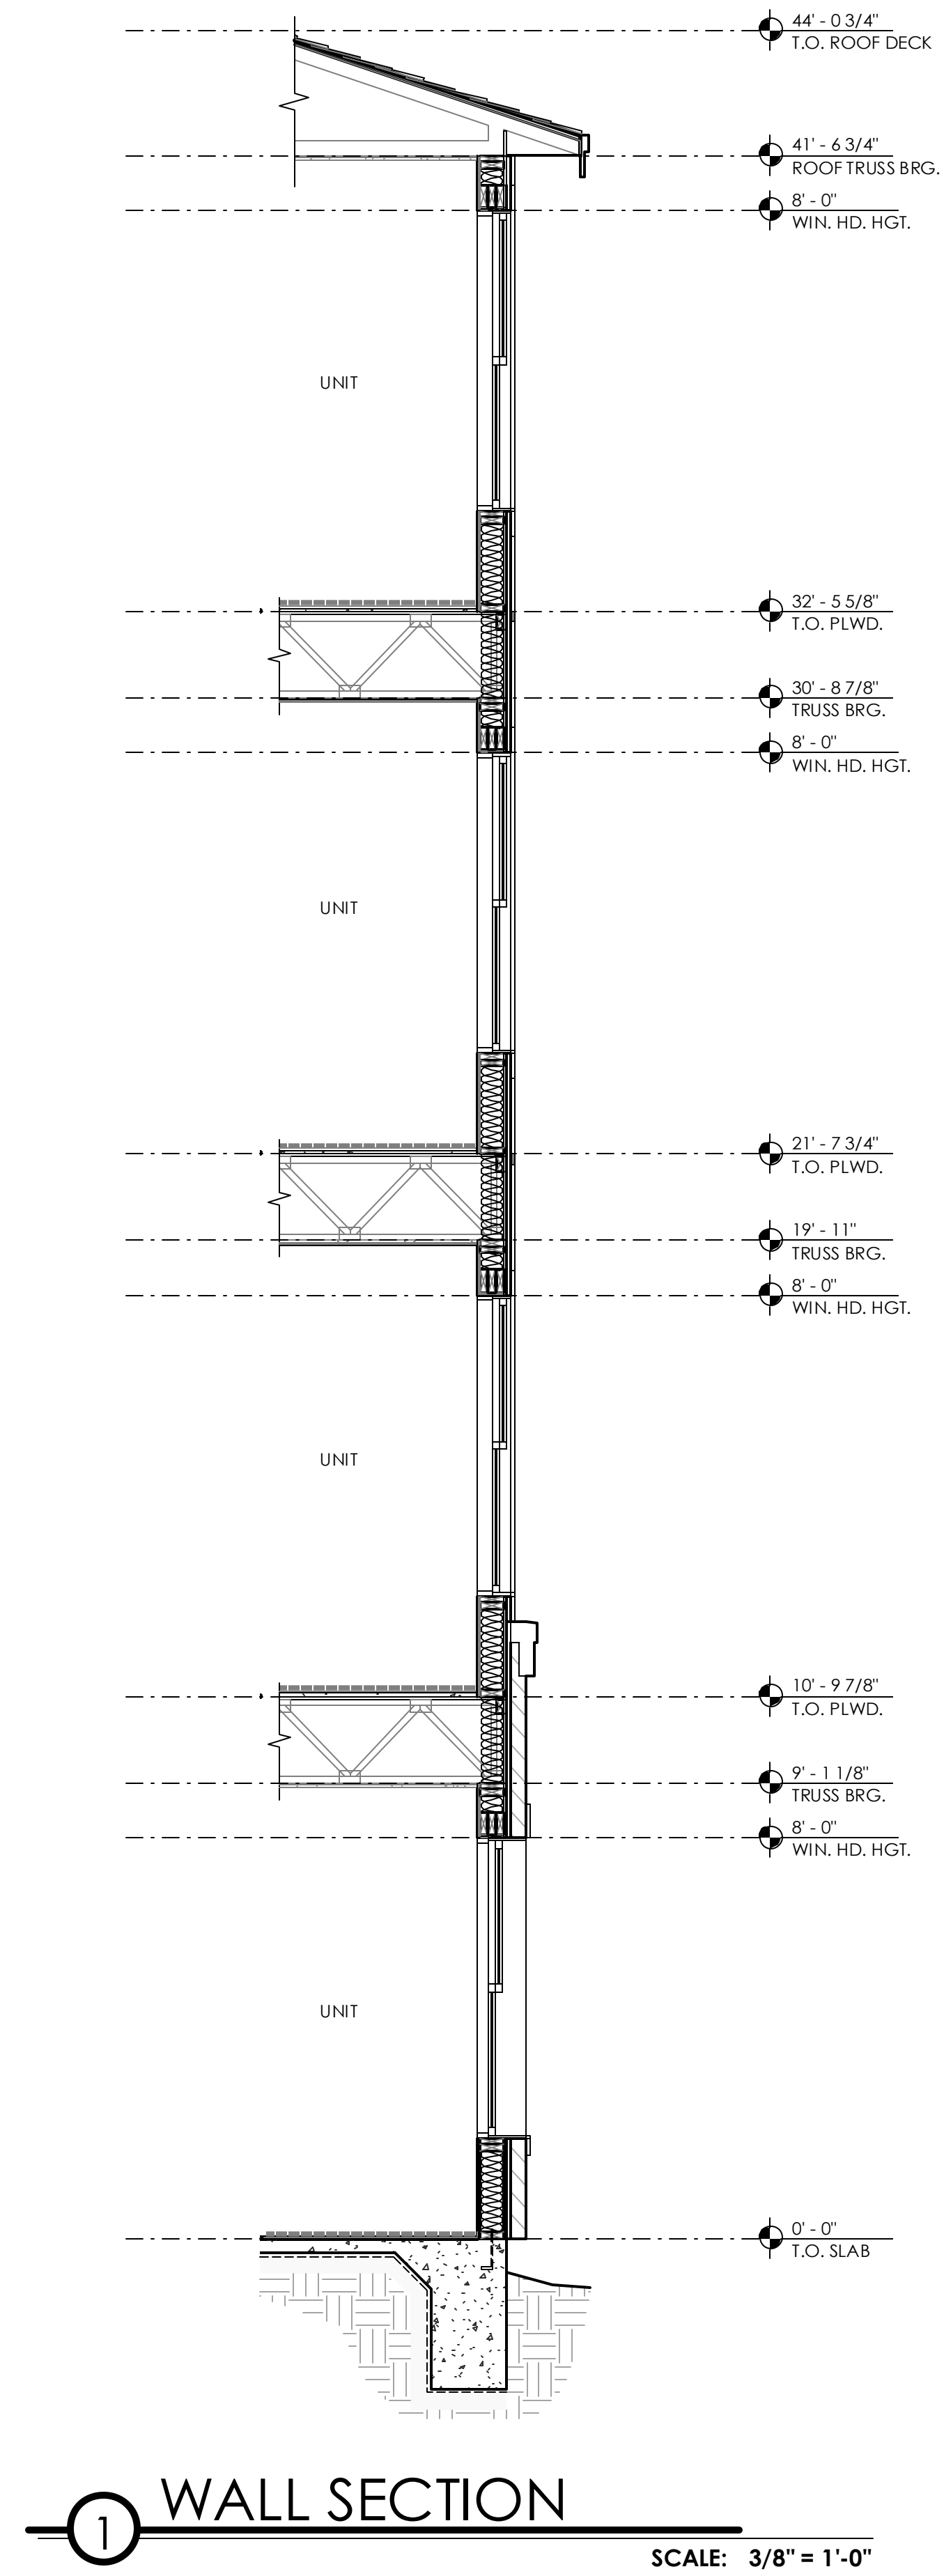 44' - 0 3/4"
T.O. ROOF DECK
41' - 6 3/4"
ROOF TRUSS BRG.
8' - 0"
WIN. HD. HGT.
UNIT
32' - 5 5/8"
T.O. PLWD.
30' - 8 7/8"
TRUSS BRG.
8' - 0"
WIN. HD. HGT.
UNIT
21' - 7 3/4"
T.O. PLWD.
19' - 11"
TRUSS BRG.
8' - 0"
WIN. HD. HGT.
UNIT
10' - 9 7/8"
T.O. PLWD.
9' - 1 1/8"
TRUSS BRG.
8' - 0"
WIN. HD. HGT.
UNIT
0' - 0"
T.O. SLAB
1 WALL SECTION
SCALE: 3/8" = 1'-0"